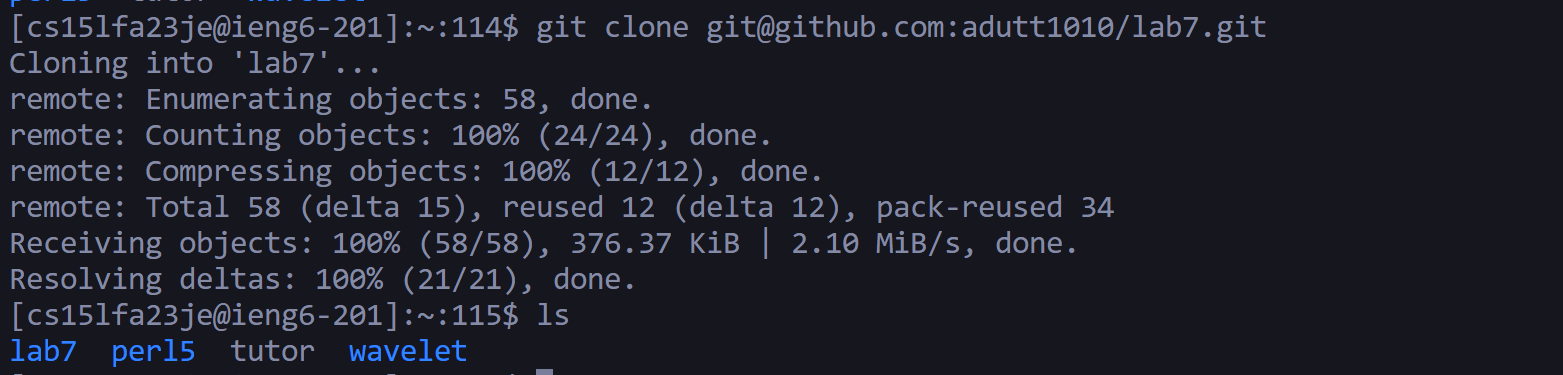 perl5 tutor wavelet
[cs15lfa23je@ieng6-201]:~:114$ git clone git@github.com:adutt1010/lab7.git
Cloning into 'lab7'...
remote: Enumerating objects: 58, done.
remote: Counting objects: 100% (24/24), done.
remote: Compressing objects: 100% (12/12), done.
remote: Total 58 (delta 15), reused 12 (delta 12), pack-reused 34
Receiving objects: 100% (58/58), 376.37 KiB | 2.10 MiB/s, done.
Resolving deltas: 100% (21/21), done.
[cs15lfa23je@ieng6-201]:~:115$ ls
lab7  perl5  tutor  wavelet